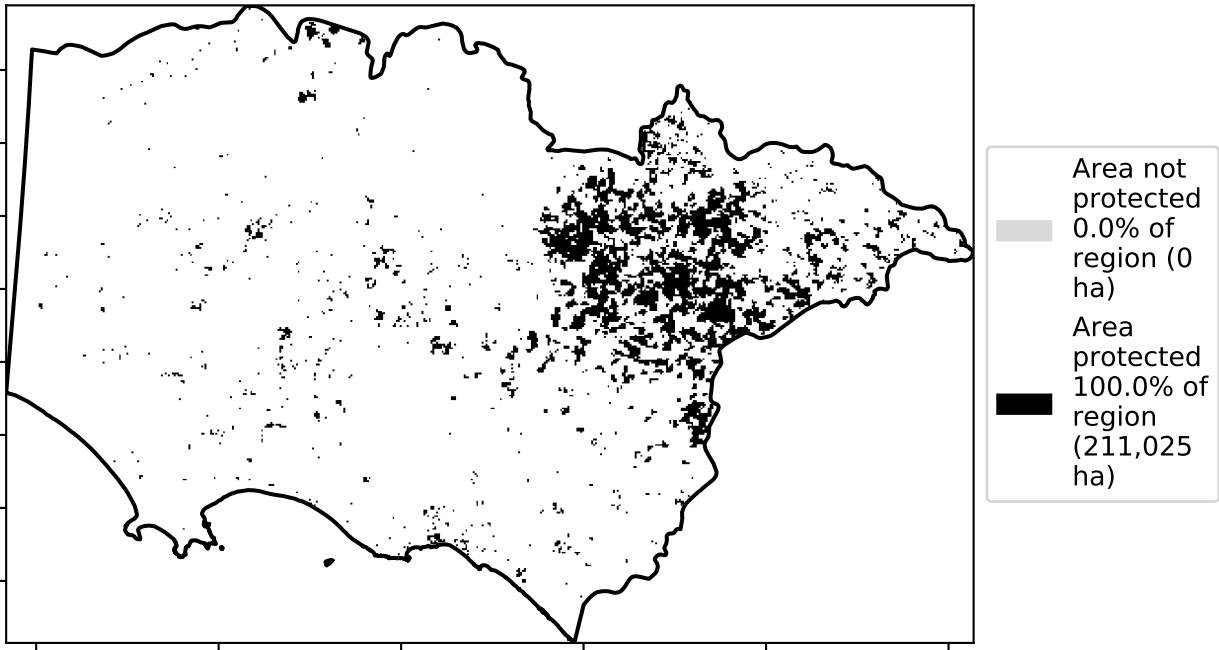 Area not
protected
0.0% of
region (0
ha)
Area
protected
100.0% of
region
(211,025
ha)